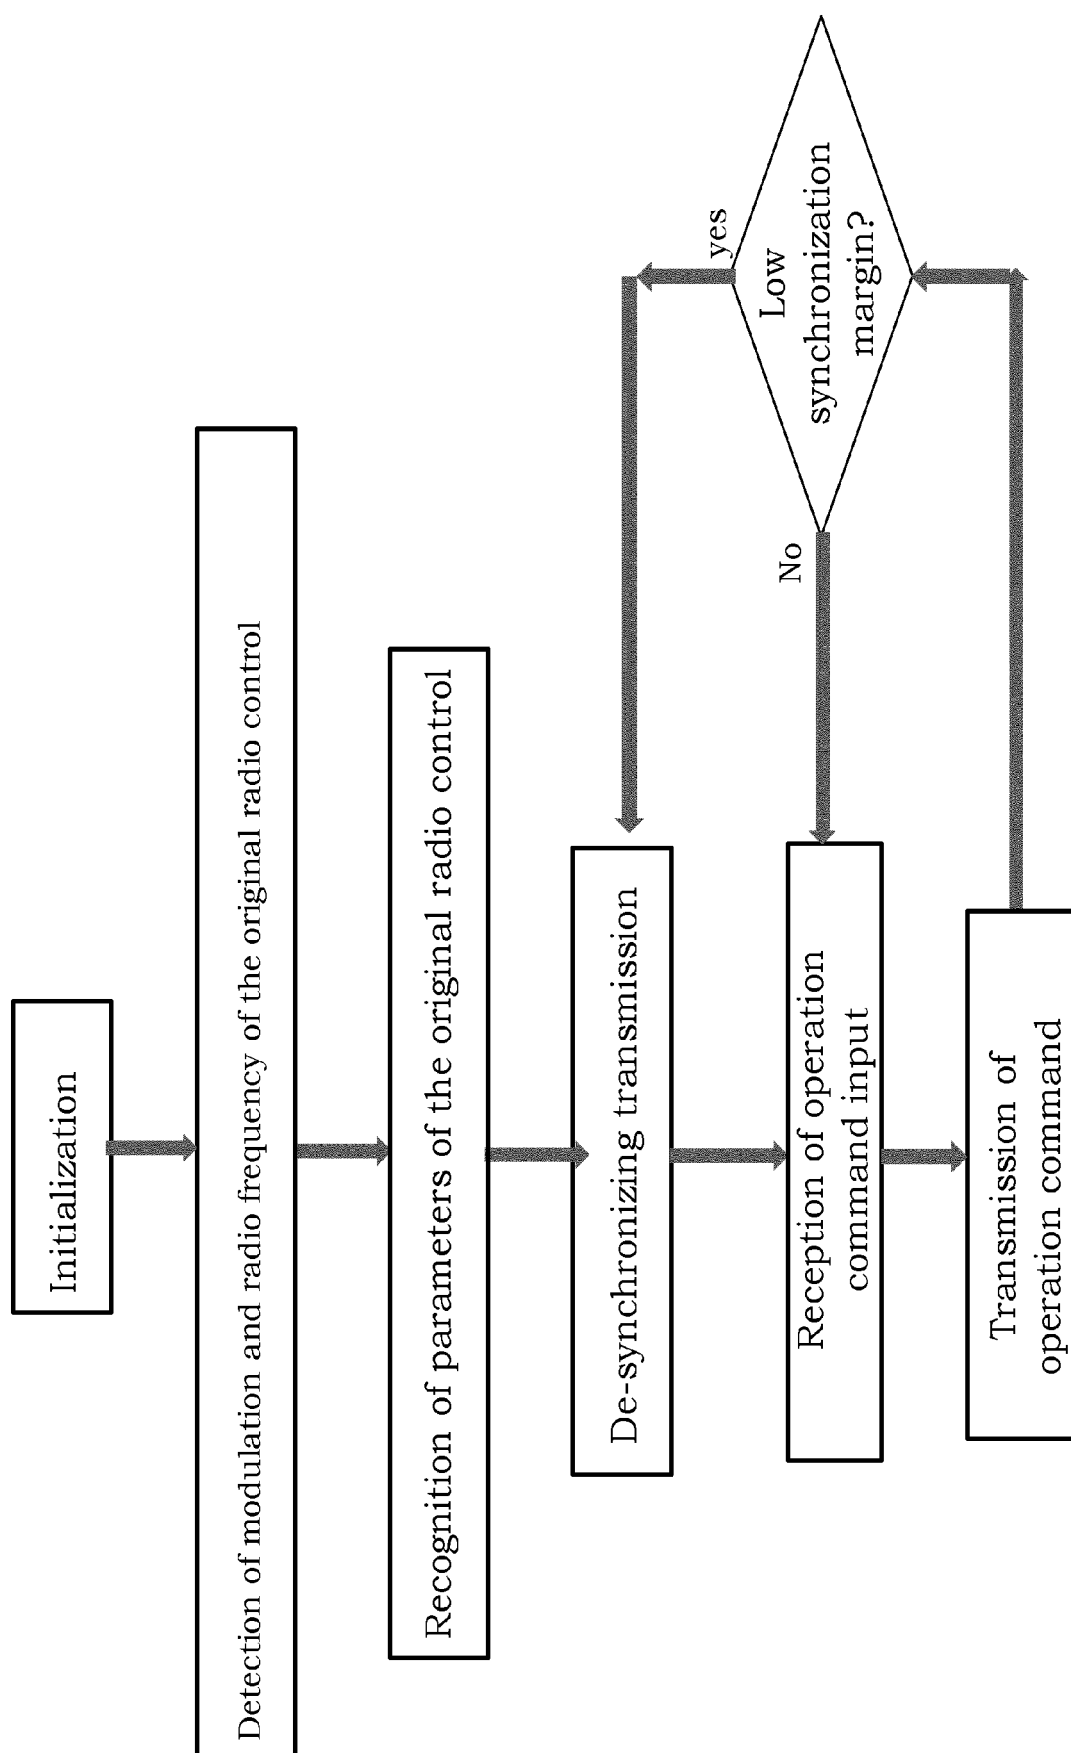 Initialization
Detection of modulation and radio frequency of the original radio control
Recognition of parameters of the original radio control
De-synchronizing transmission
Reception of operation
command input
Transmission of
operation command
Low
synchronization
margin?
yes
No